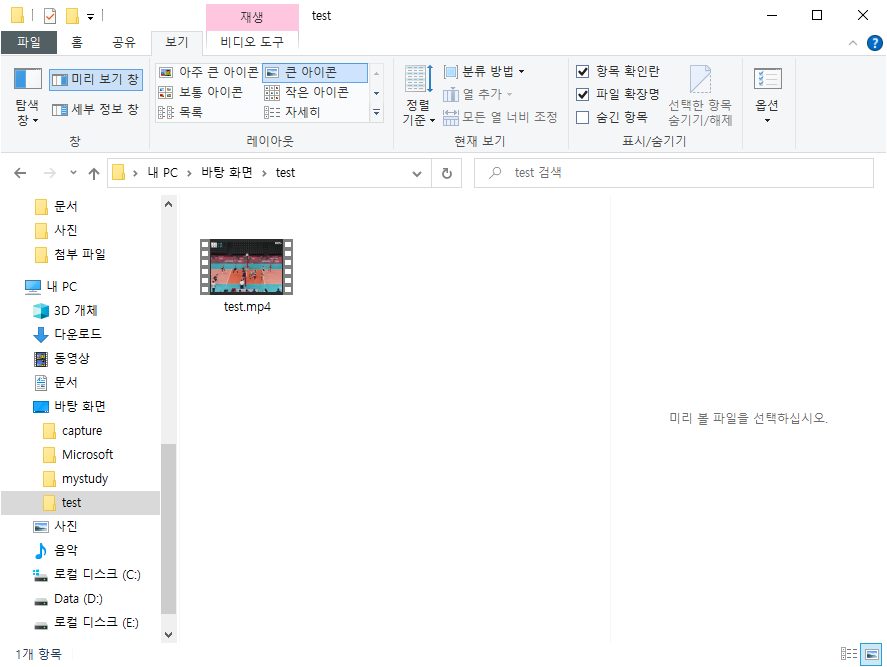 재생
test
파일
홈
공유
보기
비디오 도구
탐색
창
미리 보기 창
세부 정보 창
창
아주 큰 아이콘
큰 아이콘
보통 아이콘
작은 아이콘
목록
자세히
레이아웃
정렬
기준
분류 방법
열 추가
모든 열 너비 조정
현재 보기
항목 확인란
파일 확장명
숨긴 항목
선택한 항목
숨기기/해제
표시/숨기기
옵션
내 PC
바탕 화면
test
test 검색
문서
사진
첨부 파일
내 PC
3D 개체
다운로드
동영상
문서
바탕 화면
capture
Microsoft
mystudy
test
사진
음악
로컬 디스크 (C:)
Data (D:)
로컬 디스크 (E:)
test.mp4
미리 볼 파일을 선택하십시오.
1개 항목